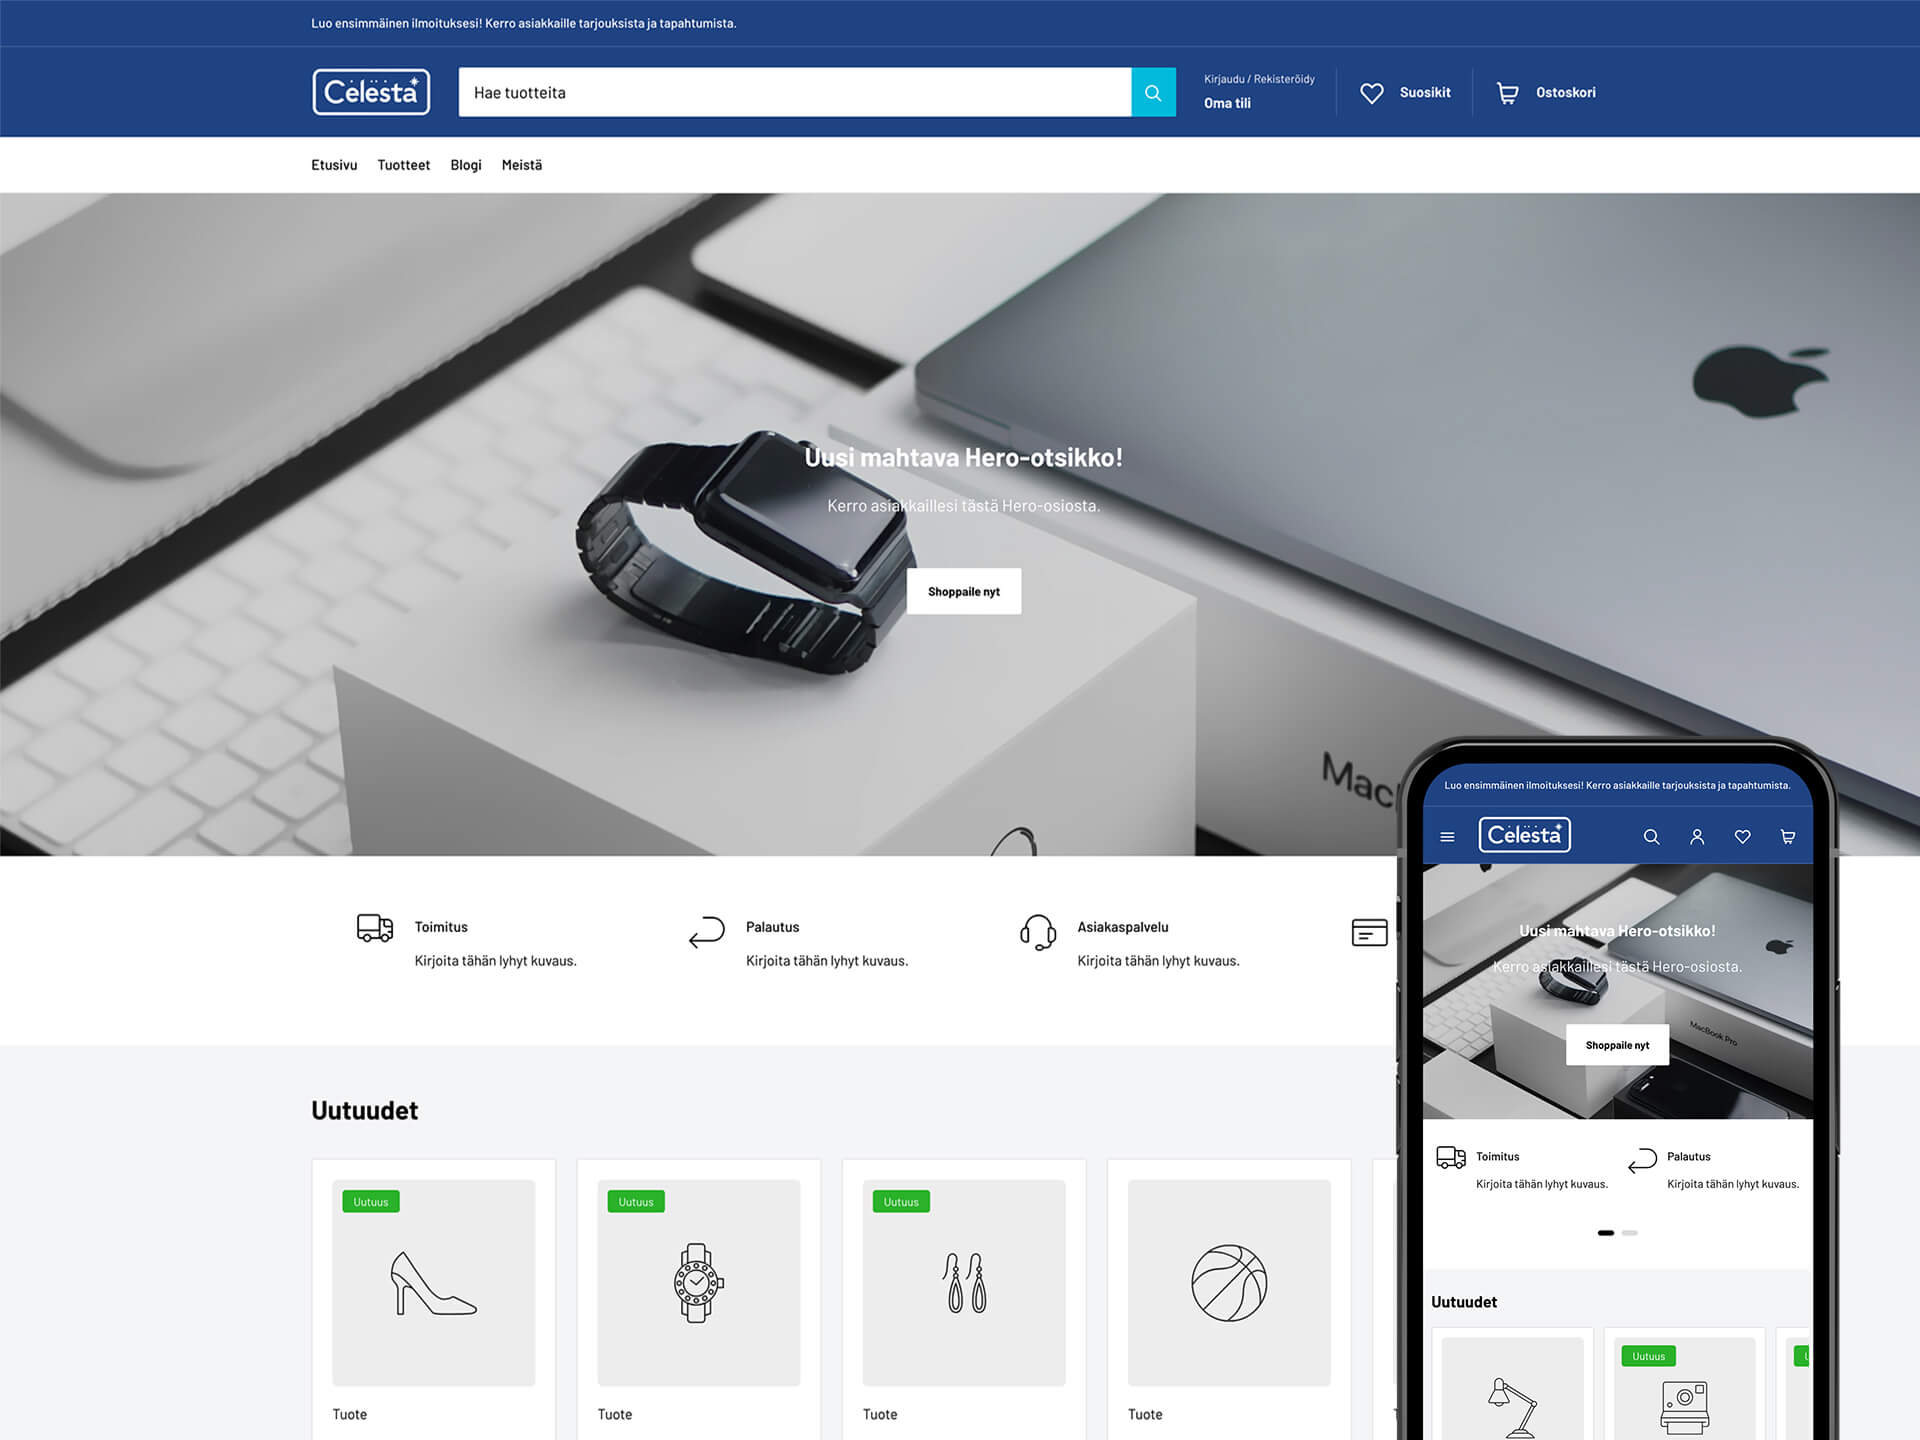 Luo ensimmäinen ilmoituksesi! Kerro asiakkaille tarjouksista ja tapahtumista.
Celesta
Hae tuotteita
Kirjaudu / Rekisteröidy
Oma tili
Suosikit
Ostoskori
Etusivu Tuotteet Blogi Meistä
Uusi mahtava Hero-otsikko!
Kerro asiakkaillesi tästä Hero-osiosta.
Shoppaile nyt
Toimitus
Kirjoita tähän lyhyt kuvaus.
Palautus
Kirjoita tähän lyhyt kuvaus.
Asiakaspalvelu
Kirjoita tähän lyhyt kuvaus.
Uutuudet
Uutuus
Uutuus
Uutuus
Tuote
Tuote
Tuote
Tuote
Luo ensimmäinen ilmoituksesi! Kerro asiakkaille tarjouksista ja tapahtumista.
Celesta
Uusi mahtava Hero-otsikko!
Kerro asiakkaillesi tästä Hero-osiosta.
MacBook Pro
Shoppaile nyt
Toimitus
Kirjoita tähän lyhyt kuvaus.
Palautus
Kirjoita tähän lyhyt kuvaus.
Uutuudet
Uutuus